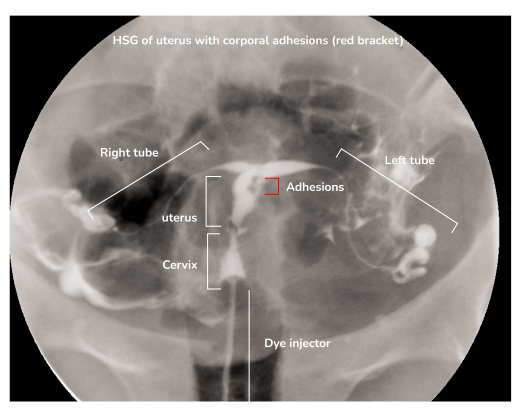 HSG of uterus with corporal adhesions (red bracket)
Right tube
Left tube
Adhesions
uterus
Cervix
Dye injector